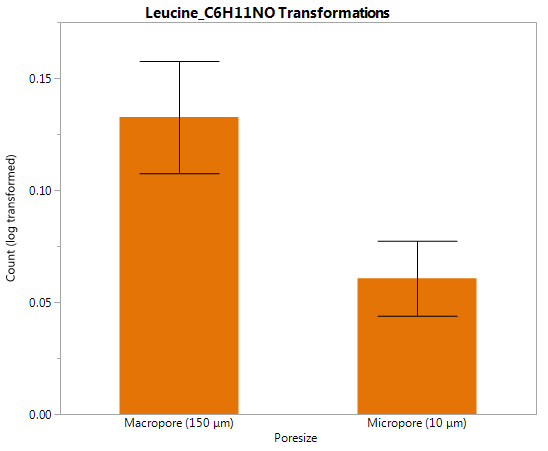 Leucine_C6H11NO Transformations
Count (log transformed)
0.15
0.10
0.05
0.00
Macropore (150 µm)
Micropore (10 µm)
Poresize